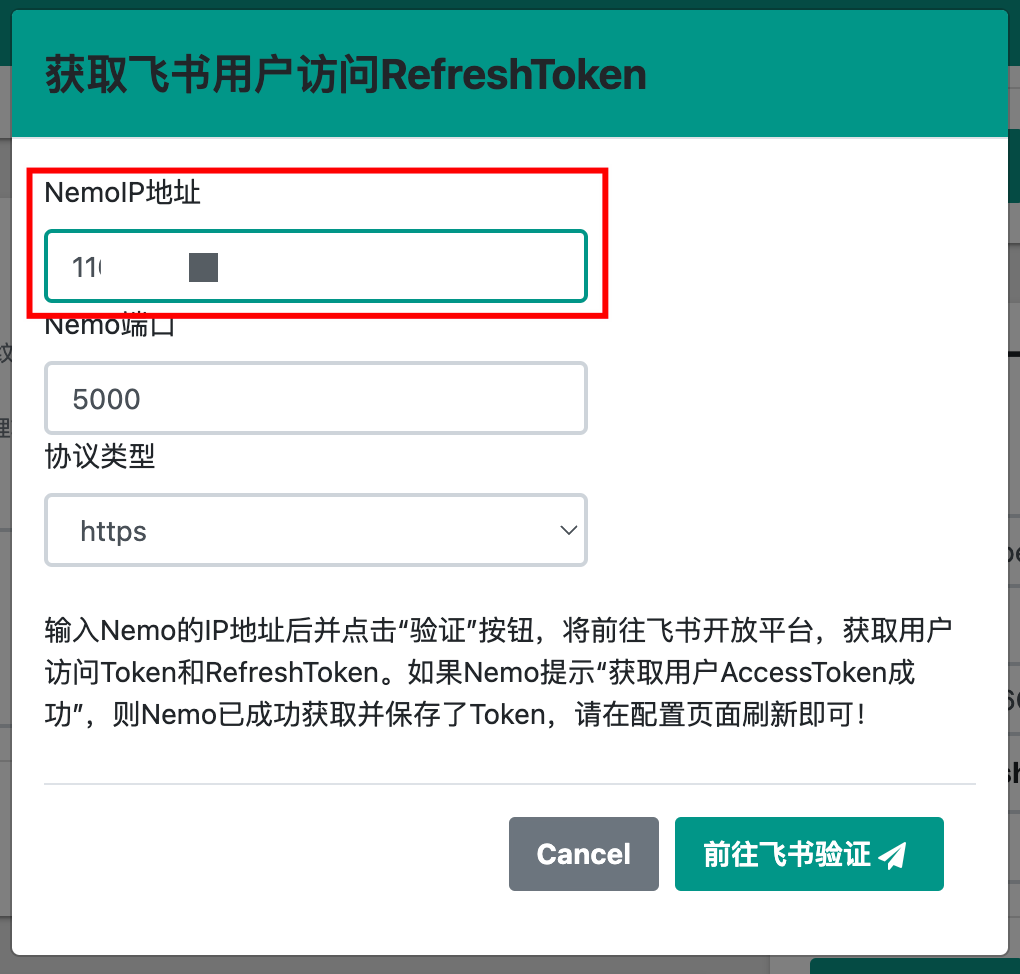 获取飞书用户访问RefreshToken
NemoIP地址
Nemo端口
5000
协议类型
https
输入Nemo的IP地址后并点击“验证”按钮，将前往飞书开放平台，获取用户
访问Token和RefreshToken。如果Nemo提示“获取用户AccessToken成
功”，则Nemo已成功获取并保存了Token，请在配置页面刷新即可！
Cancel
前往飞书验证